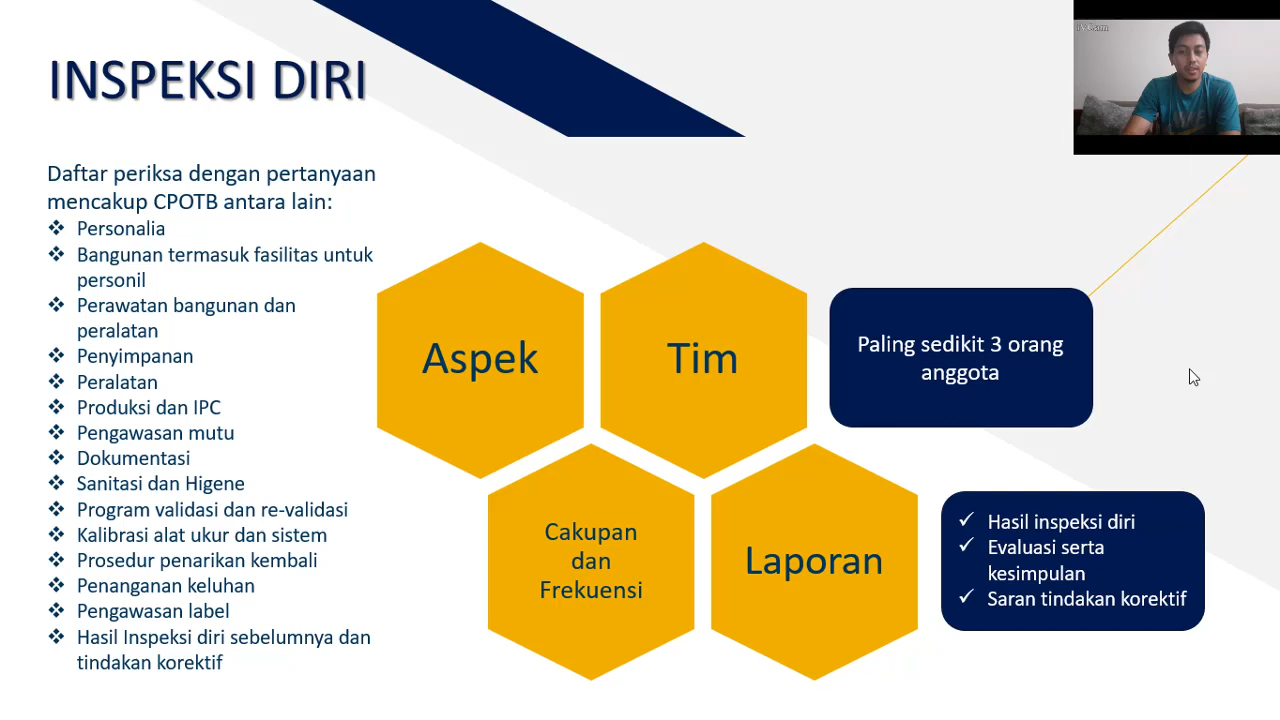 INSPEKSI DIRI
Daftar periksa dengan pertanyaan
mencakup CPOTB antara lain:
❖ Personalia
❖ Bangunan termasuk fasilitas untuk
personil
❖ Perawatan bangunan dan
peralatan
❖ Penyimpanan
❖ Peralatan
❖ Produksi dan IPC
❖ Pengawasan mutu
❖ Dokumentasi
❖ Sanitasi dan Higene
❖ Program validasi dan re-validasi
❖ Kalibrasi alat ukur dan sistem
❖ Prosedur penarikan kembali
❖ Penanganan keluhan
❖ Pengawasan label
❖ Hasil Inspeksi diri sebelumnya dan
tindakan korektif
Aspek
Tim
Paling sedikit 3 orang
anggota
Cakupan
dan
Frekuensi
Laporan
✓ Hasil inspeksi diri
✓ Evaluasi serta
kesimpulan
✓ Saran tindakan korektif